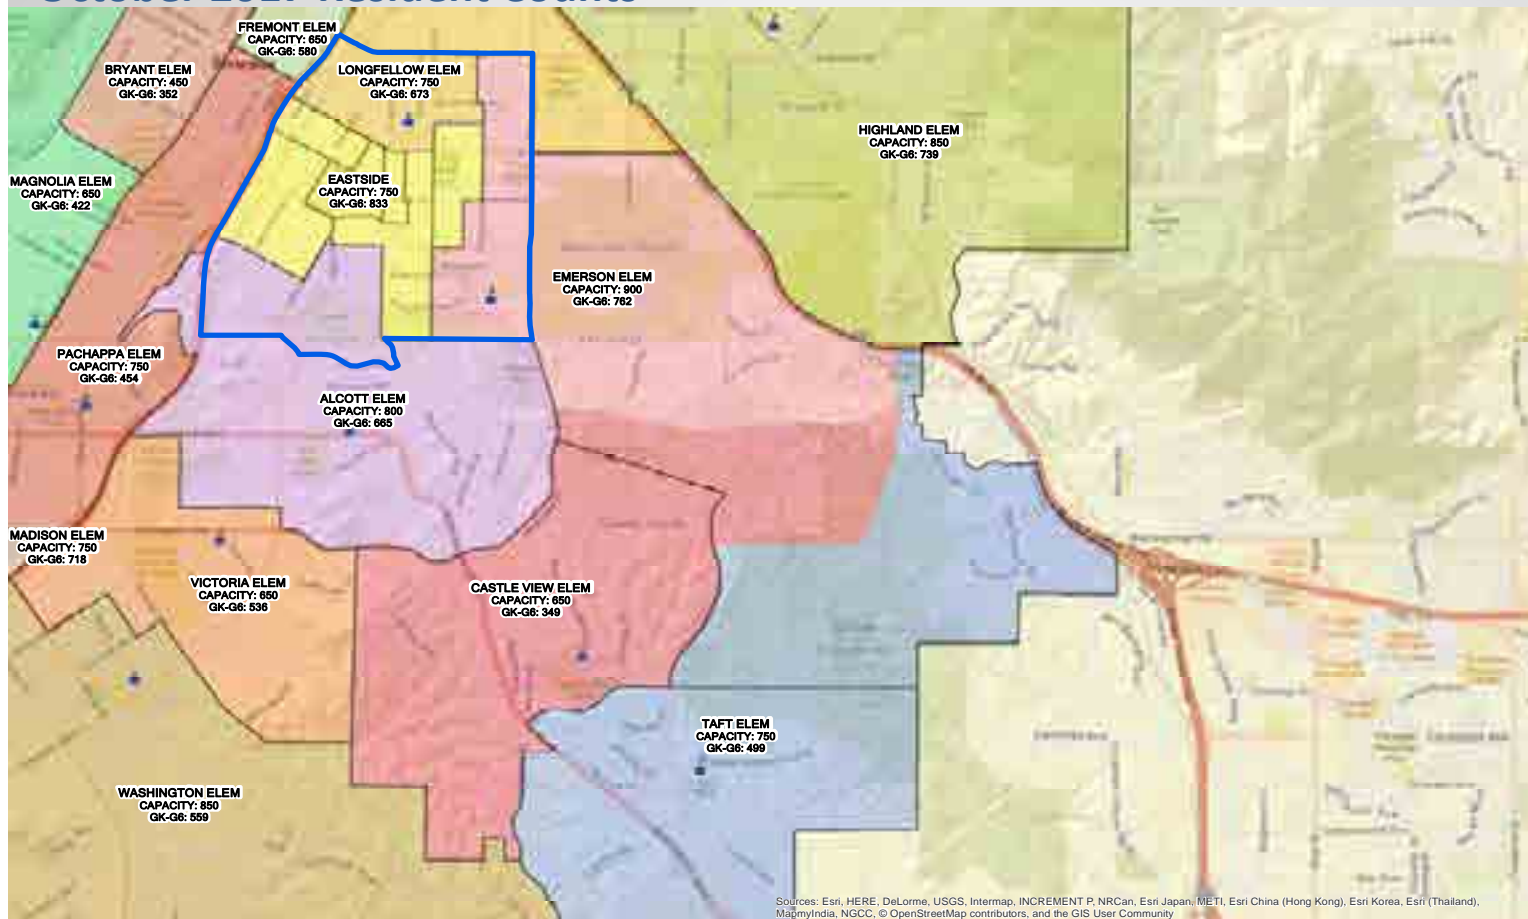 October 2017 Resident Counts
FREMONT ELEM
CAPACITY: 650
GK-G6: 580
BRYANT ELEM
CAPACITY: 450
GK-G6: 352
LONGFELLOW ELEM
CAPACITY: 750
GK-G6: 673
HIGHLAND ELEM
CAPACITY: 850
GK-G6: 739
MAGNOLIA ELEM
CAPACITY: 650
GK-G6: 422
EASTSIDE
CAPACITY: 750
GK-G6: 833
EMERSON ELEM
CAPACITY: 900
GK-G6: 762
PACHAPPA ELEM
CAPACITY: 750
GK-G6: 454
ALCOTT ELEM
CAPACITY: 800
GK-G6: 665
MADISON ELEM
CAPACITY: 750
GK-G6: 718
VICTORIA ELEM
CAPACITY: 650
GK-G6: 536
CASTLE VIEW ELEM
CAPACITY: 650
GK-G6: 349
TAFT ELEM
CAPACITY: 750
GK-G6: 499
WASHINGTON ELEM
CAPACITY: 850
GK-G6: 559
Sources: Esri, HERE, DeLorme, USGS, Intermap, INCREMENT P, NRCan, Esri Japan, METI, Esri China (Hong Kong), Esri Korea, Esri (Thailand),
MapmyIndia, NGCC, © OpenStreetMap contributors, and the GIS User Community